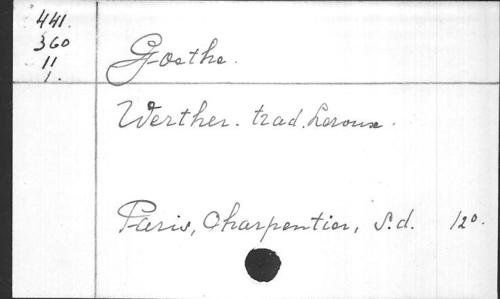 441.
360
11
1.
Goethe.
Werther. trad. Leroux.
Paris, Charpentier, S.d. 12°.